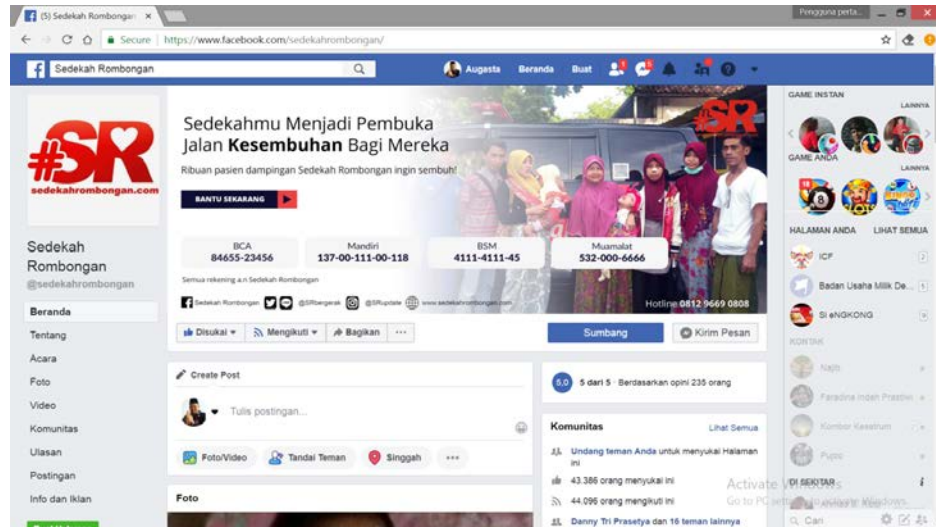 (5) Sedekah Rombongan
Pengguna perta...
Secure
https://www.facebook.com/sedekahrombongan/
Sedekah Rombongan
Augasta
Beranda
Buat
#SR
sedekahrombongan.com
Sedekah
Rombongan
@sedekahrombongan
Beranda
Tentang
Acara
Foto
Video
Komunitas
Ulasan
Postingan
Info dan Iklan
#SR
Sedekahmu Menjadi Pembuka
Jalan Kesembuhan Bagi Mereka
Ribuan pasien dampingan Sedekah Rombongan ingin sembuh!
BANTU SEKARANG
BCA
84655-23456
Mandiri
137-00-111-00-118
BSM
4111-4111-45
Muamalat
532-000-6666
Semua rekening a.n Sedekah Rombongan
Sedekah Rombongan
@SRbergerak
@SRupdate
www.sedekahrombongan.com
Hotline 0812 9669 0808
Disukai
Mengikuti
Bagikan
Sumbang
Kirim Pesan
Create Post
Tulis postingan...
Foto/Video
Tandai Teman
Singgah
Foto
5,0
5 dari 5 · Berdasarkan opini 235 orang
Komunitas
Lihat Semua
Undang teman Anda untuk menyukai Halaman
ini
43.386 orang menyukai ini
44.096 orang mengikuti ini
Danny Tri Prasetya dan 16 teman lainnya
GAME INSTAN
LAINNYA
GAME ANDA
LAINNYA
HALAMAN ANDA
LIHAT SEMUA
ICF
2
Badan Usaha Milik De...
Si eNGKONG
KONTAK
Activate Windows
Go to PC settings to activate Windows.
DI SEKITAR
Cari